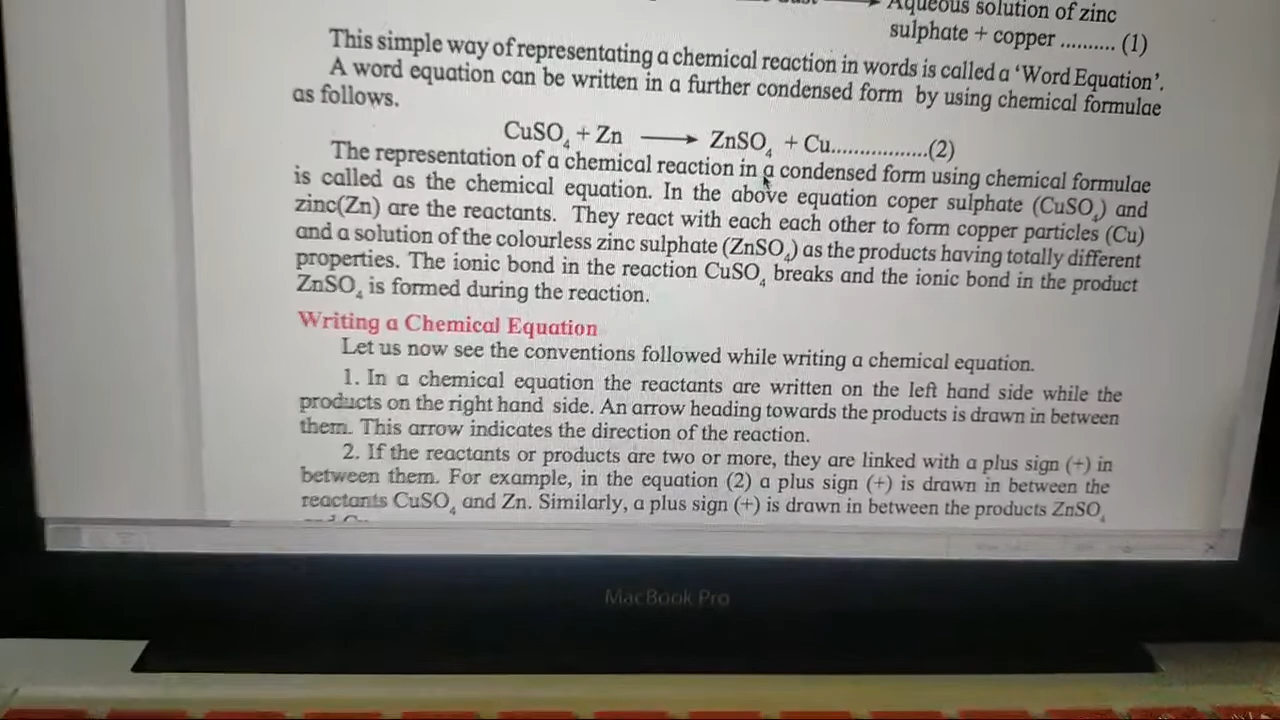 Aqueous solution of zinc
sulphate + copper .......... (1)
This simple way of representating a chemical reaction in words is called a ‘Word Equation’.
A word equation can be written in a further condensed form by using chemical formulae
as follows.
CuSO₄ + Zn ⟶ ZnSO₄ + Cu.................(2)
The representation of a chemical reaction in a condensed form using chemical formulae
is called as the chemical equation. In the above equation coper sulphate (CuSO₄) and
zinc(Zn) are the reactants. They react with each each other to form copper particles (Cu)
and a solution of the colourless zinc sulphate (ZnSO₄) as the products having totally different
properties. The ionic bond in the reaction CuSO₄ breaks and the ionic bond in the product
ZnSO₄ is formed during the reaction.
Writing a Chemical Equation
Let us now see the conventions followed while writing a chemical equation.
1. In a chemical equation the reactants are written on the left hand side while the
products on the right hand side. An arrow heading towards the products is drawn in between
them. This arrow indicates the direction of the reaction.
2. If the reactants or products are two or more, they are linked with a plus sign (+) in
between them. For example, in the equation (2) a plus sign (+) is drawn in between the
reactants CuSO₄ and Zn. Similarly, a plus sign (+) is drawn in between the products ZnSO₄
MacBook Pro